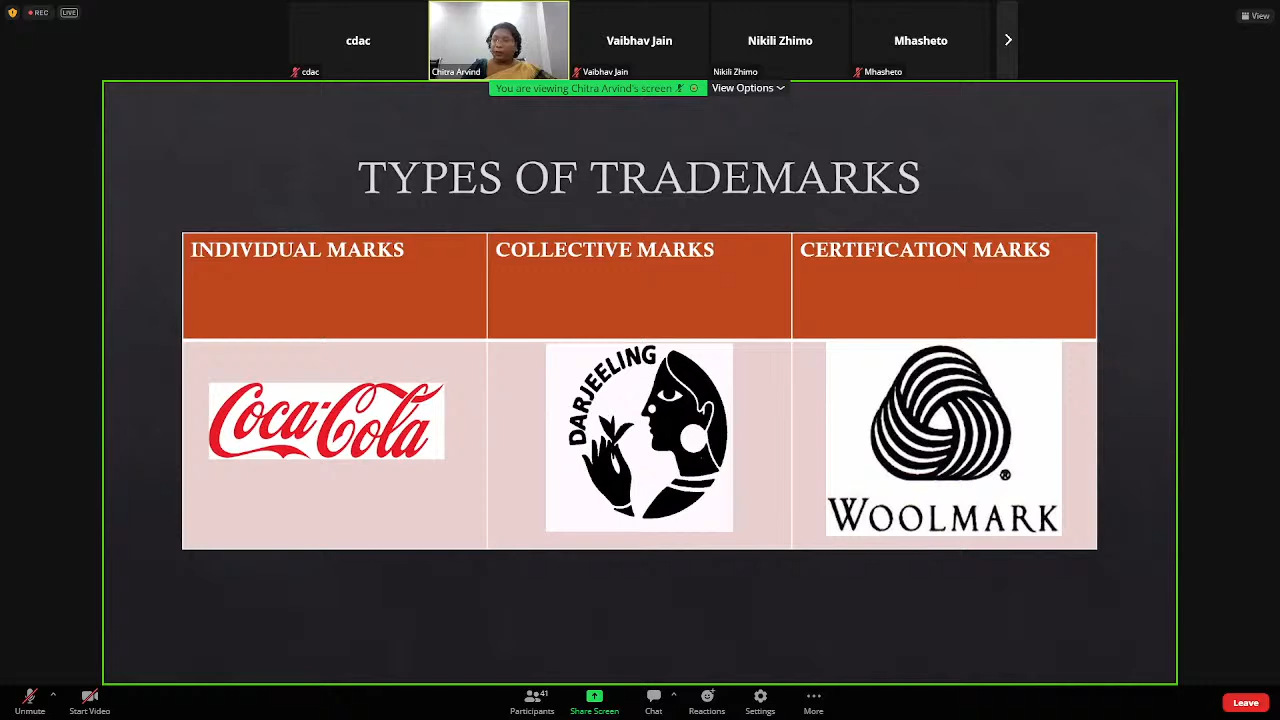 REC
LIVE
View
cdac
Vaibhav Jain
Nikili Zhimo
Mhasheto
cdac
Chitra Arvind
Vaibhav Jain
Nikili Zhimo
Mhasheto
You are viewing Chitra Arvind's screen
View Options
TYPES OF TRADEMARKS
INDIVIDUAL MARKS
COLLECTIVE MARKS
CERTIFICATION MARKS
Coca-Cola
DARJEELING
®
WOOLMARK
Unmute
Start Video
Participants
41
Share Screen
Chat
Reactions
Settings
More
Leave